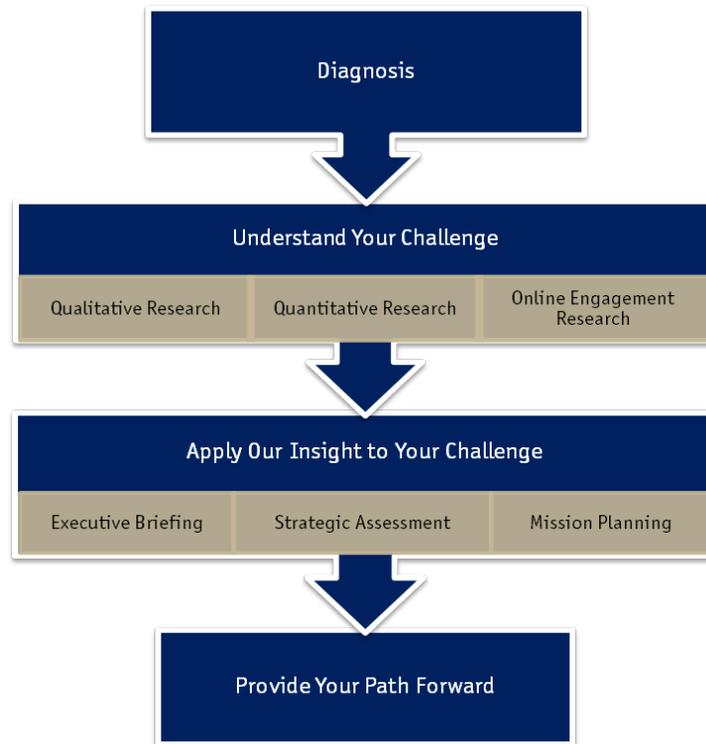 Diagnosis
Understand Your Challenge
Qualitative Research
Quantitative Research
Online Engagement
Research
Apply Our Insight to Your Challenge
Executive Briefing
Strategic Assessment
Mission Planning
Provide Your Path Forward